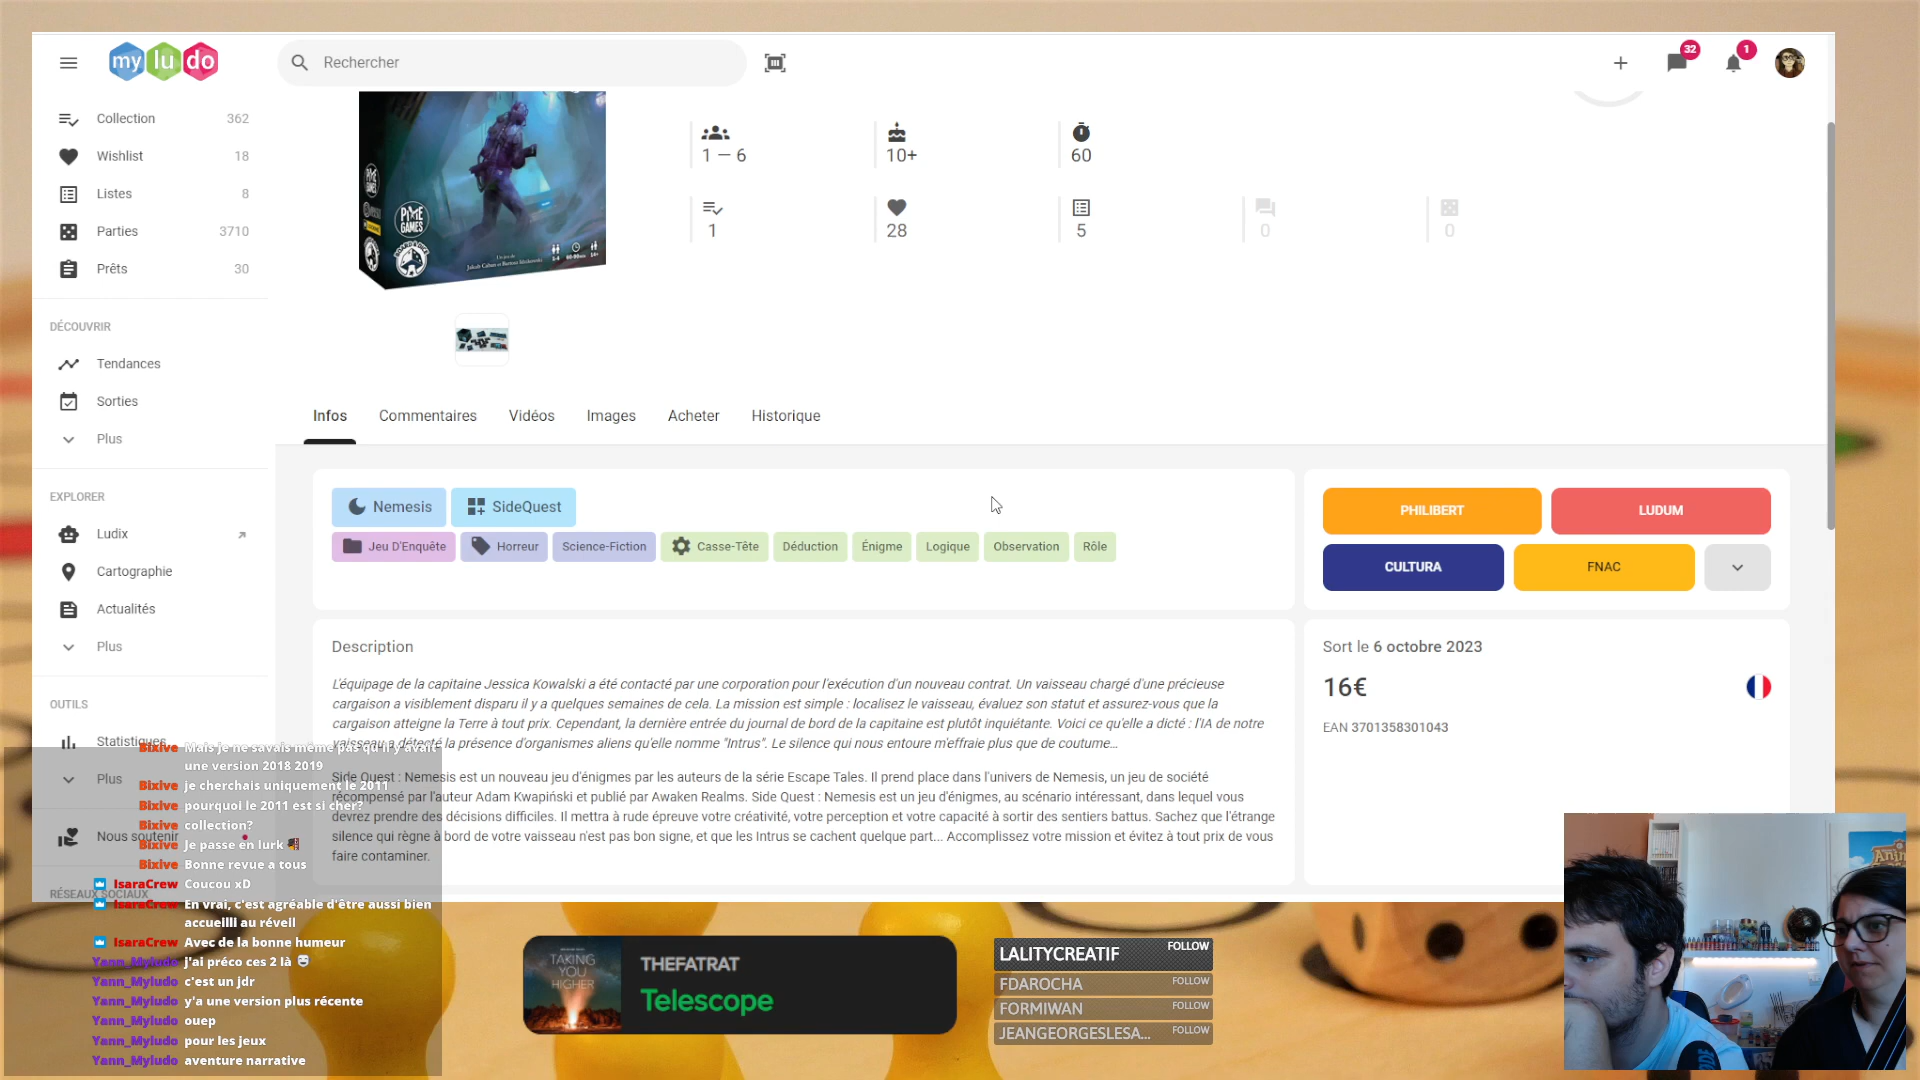 my lu do
Rechercher
32
1
Collection 362
Wishlist 18
Listes 8
Parties 3710
Prêts 30
DÉCOUVRIR
Tendances
Sorties
Plus
EXPLORER
Ludix
Cartographie
Actualités
Plus
OUTILS
Statistiques
Plus
Nous soutenir
RÉSEAUX SOCIAUX
PIXIE GAMES
1 — 6
10+
60
1
28
5
0
0
Infos
Commentaires
Vidéos
Images
Acheter
Historique
Nemesis
SideQuest
Jeu D'Enquête
Horreur
Science-Fiction
Casse-Tête
Déduction
Énigme
Logique
Observation
Rôle
PHILIBERT
LUDUM
CULTURA
FNAC
Description
L'équipage de la capitaine Jessica Kowalski a été contacté par une corporation pour l'exécution d'un nouveau contrat. Un vaisseau chargé d'une précieuse
cargaison a visiblement disparu il y a quelques semaines de cela. La mission est simple : localisez le vaisseau, évaluez son statut et assurez-vous que la
cargaison atteigne la Terre à tout prix. Cependant, la dernière entrée du journal de bord de la capitaine est plutôt inquiétante. Voici ce qu'elle a dicté : l'IA de notre
vaisseau a détecté la présence d'organismes aliens qu'elle nomme "Intrus". Le silence qui nous entoure m'effraie plus que de coutume…
Side Quest : Nemesis est un nouveau jeu d'énigmes par les auteurs de la série Escape Tales. Il prend place dans l'univers de Nemesis, un jeu de société
récompensé par l'auteur Adam Kwapiński et publié par Awaken Realms. Side Quest : Nemesis est un jeu d'énigmes, au scénario intéressant, dans lequel vous
devrez prendre des décisions difficiles. Il mettra à rude épreuve votre créativité, votre perception et votre capacité à sortir des sentiers battus. Sachez que l'étrange
silence qui règne à bord de votre vaisseau n'est pas bon signe, et que les Intrus se cachent quelque part... Accomplissez votre mission et évitez à tout prix de vous
faire contaminer.
Sort le 6 octobre 2023
16€
EAN 3701358301043
Bixive Mais je ne savais même pas qu'il y avait
une version 2018 2019
Bixive je cherchais uniquement le 2011
Bixive pourquoi le 2011 est si cher?
Bixive collection?
Bixive Je passe en lurk
Bixive Bonne revue a tous
IsaraCrew Coucou xD
IsaraCrew En vrai, c'est agréable d'être aussi bien
accueilli au réveil
IsaraCrew Avec de la bonne humeur
Yann_Myludo j'ai préco ces 2 là
Yann_Myludo c'est un jdr
Yann_Myludo y'a une version plus récente
Yann_Myludo ouep
Yann_Myludo pour les jeux
Yann_Myludo aventure narrative
TAKING
YOU
HIGHER
THEFATRAT
Telescope
LALITYCREATIF FOLLOW
FDAROCHA FOLLOW
FORMIWAN FOLLOW
JEANGEORGESLESA... FOLLOW